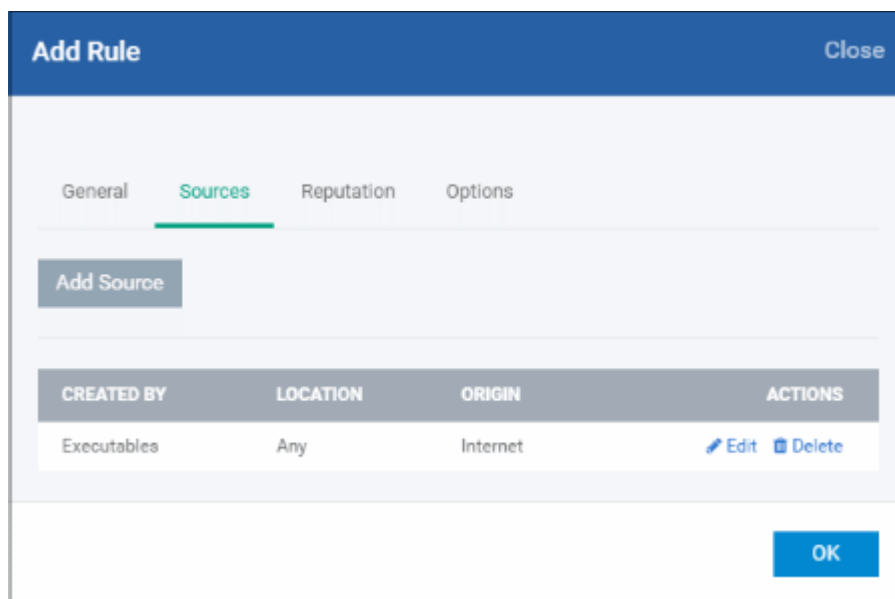 Add Rule Close
General Sources Reputation Options
Add Source
CREATED BY LOCATION ORIGIN ACTIONS
Executables Any Internet Edit Delete
OK